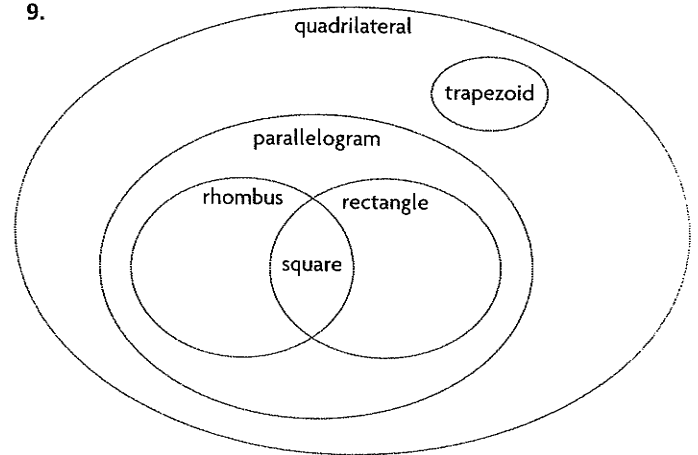 9.
quadrilateral
trapezoid
parallelogram
rhombus
rectangle
square